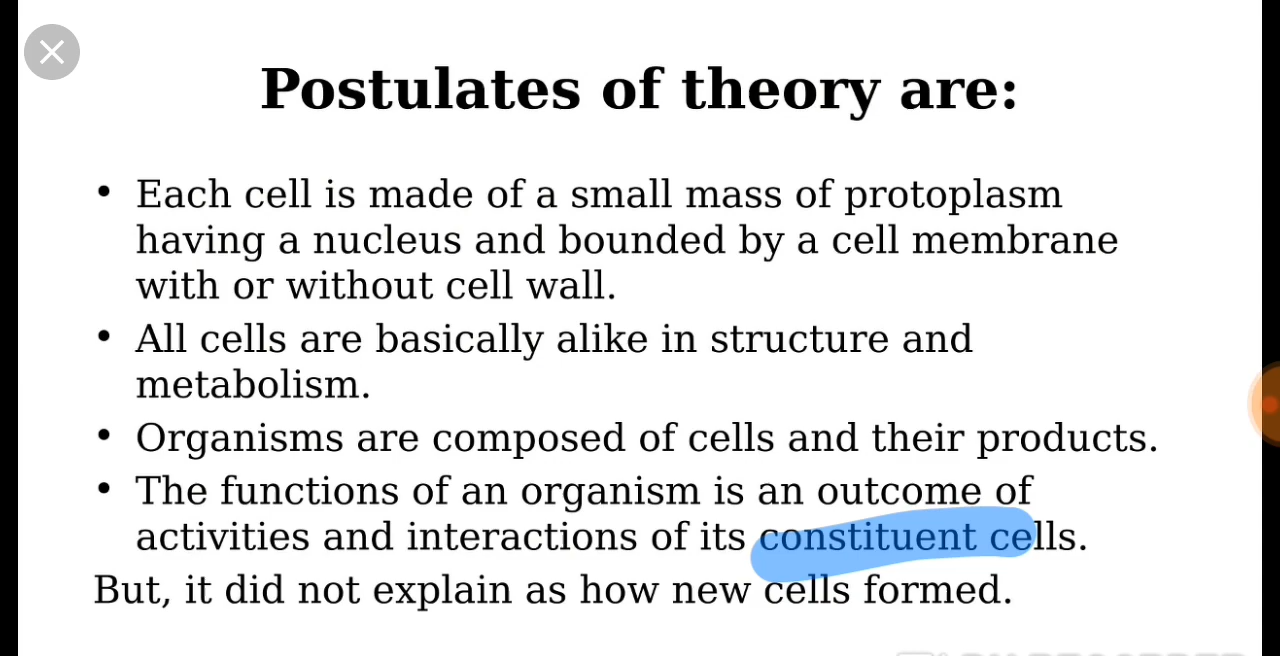 Postulates of theory are:
• Each cell is made of a small mass of protoplasm
having a nucleus and bounded by a cell membrane
with or without cell wall.
• All cells are basically alike in structure and
metabolism.
• Organisms are composed of cells and their products.
• The functions of an organism is an outcome of
activities and interactions of its constituent cells.
But, it did not explain as how new cells formed.